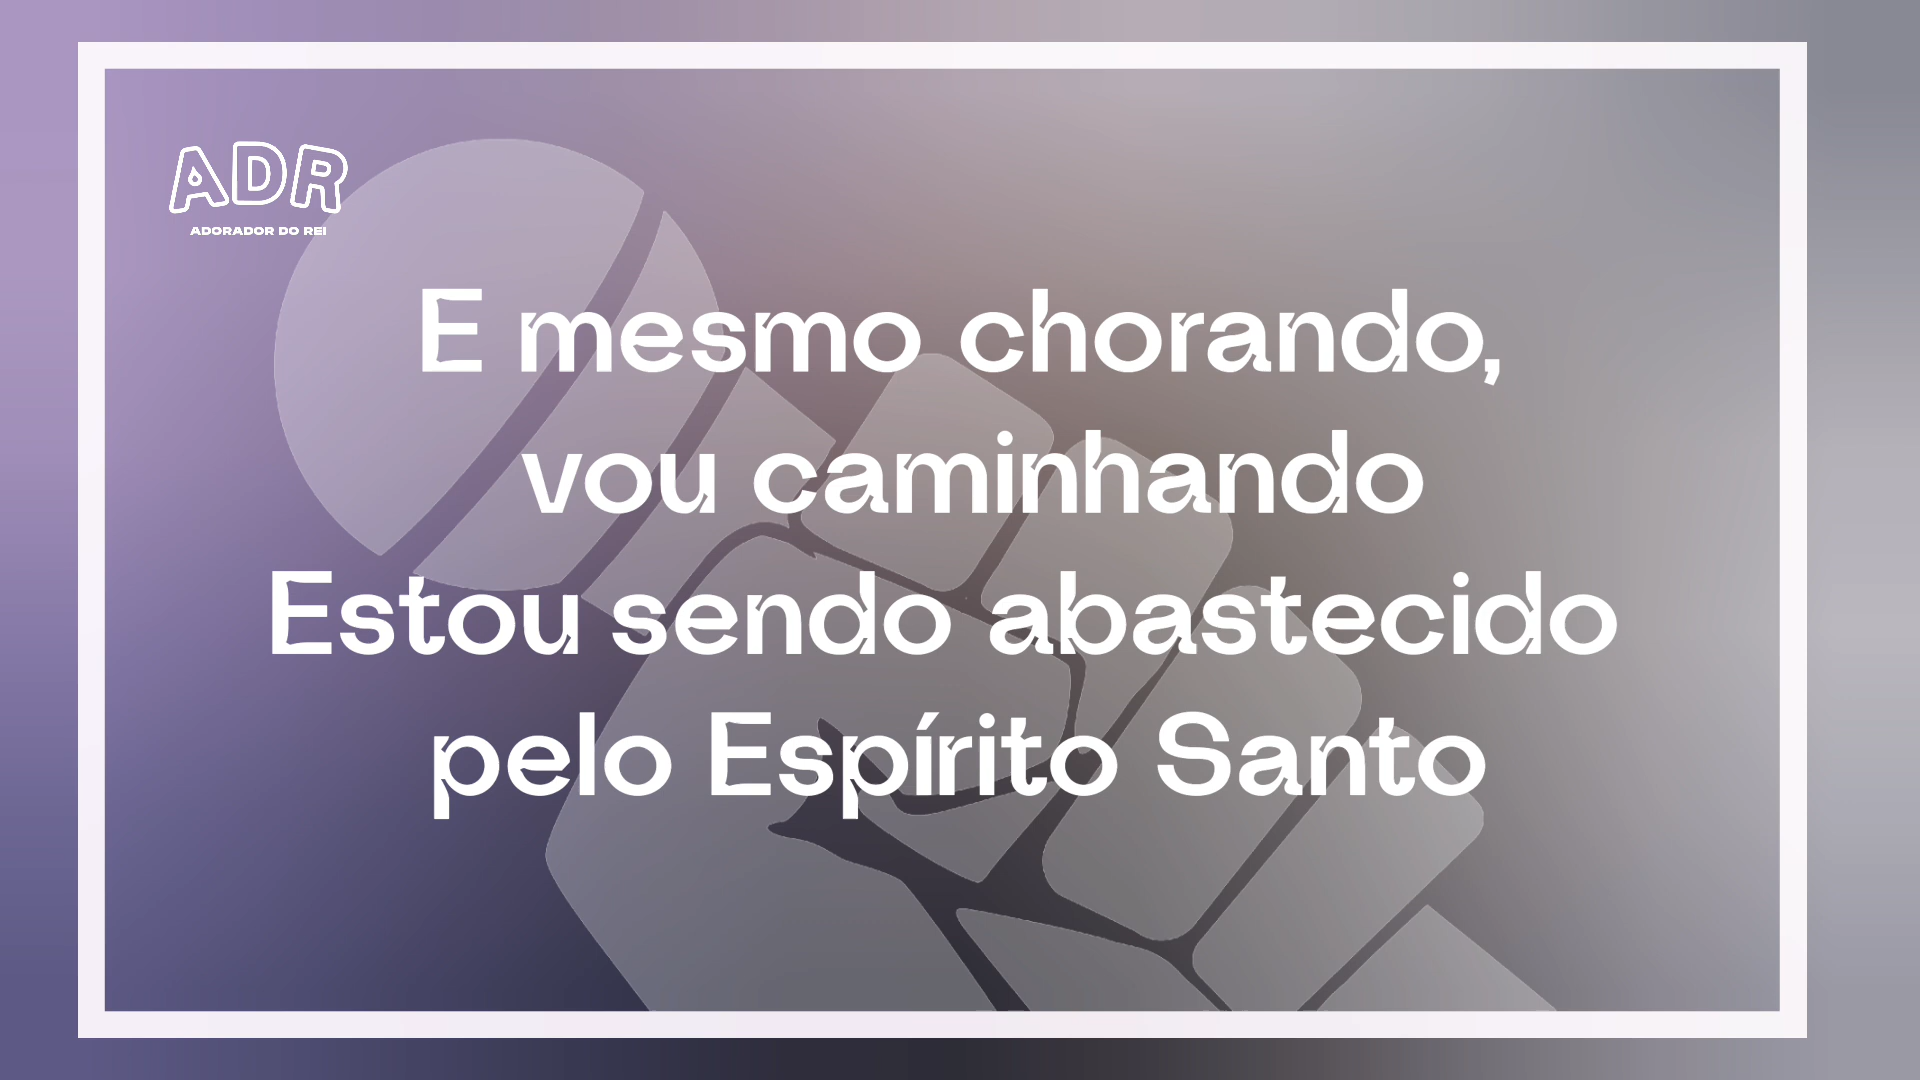 ADR
ADORADOR DO REI
E mesmo chorando,
vou caminhando
Estou sendo abastecido
pelo Espírito Santo